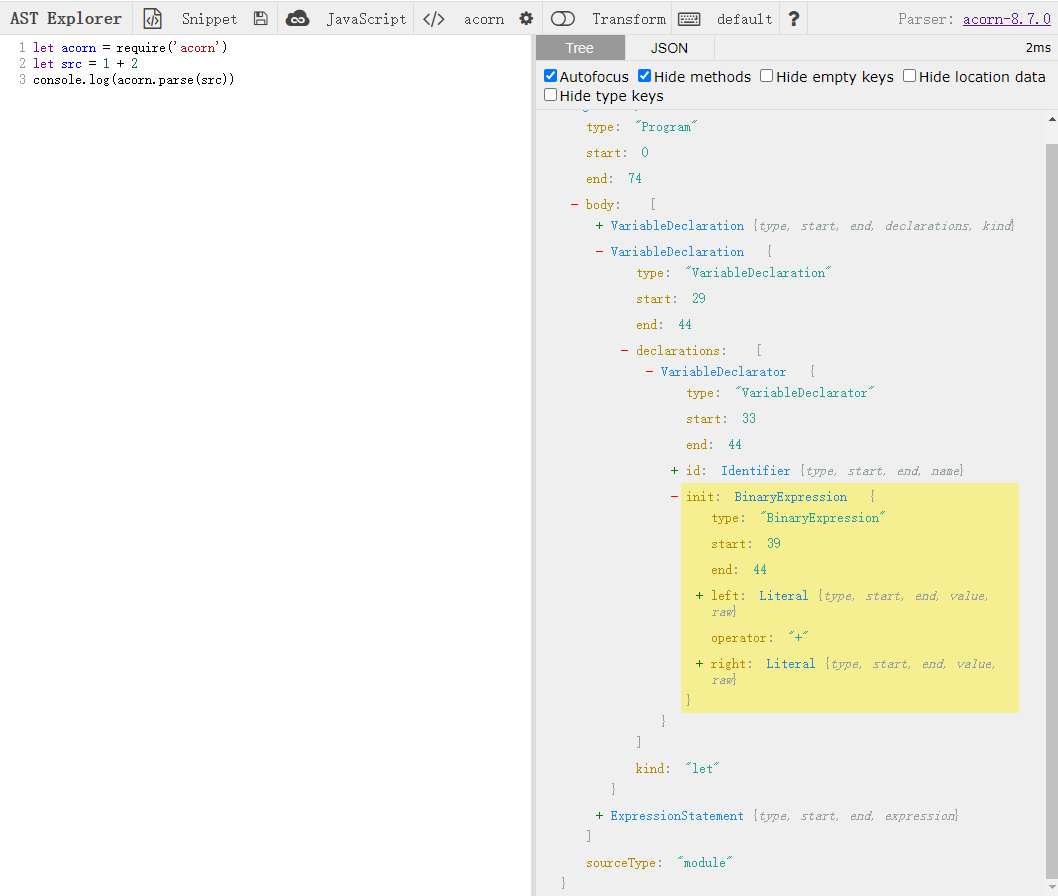 AST Explorer Snippet JavaScript </> acorn Transform default ? Parser: acorn-8.7.0
1 let acorn = require('acorn')
2 let src = 1 + 2
3 console.log(acorn.parse(src))
Tree JSON 2ms
Autofocus Hide methods Hide empty keys Hide location data
Hide type keys
type: "Program"
start: 0
end: 74
- body: [
+ VariableDeclaration {type, start, end, declarations, kind}
- VariableDeclaration {
type: "VariableDeclaration"
start: 29
end: 44
- declarations: [
- VariableDeclarator {
type: "VariableDeclarator"
start: 33
end: 44
+ id: Identifier {type, start, end, name}
- init: BinaryExpression {
type: "BinaryExpression"
start: 39
end: 44
+ left: Literal {type, start, end, value,
raw}
operator: "+"
+ right: Literal {type, start, end, value,
raw}
}
}
]
kind: "let"
}
+ ExpressionStatement {type, start, end, expression}
]
sourceType: "module"
}